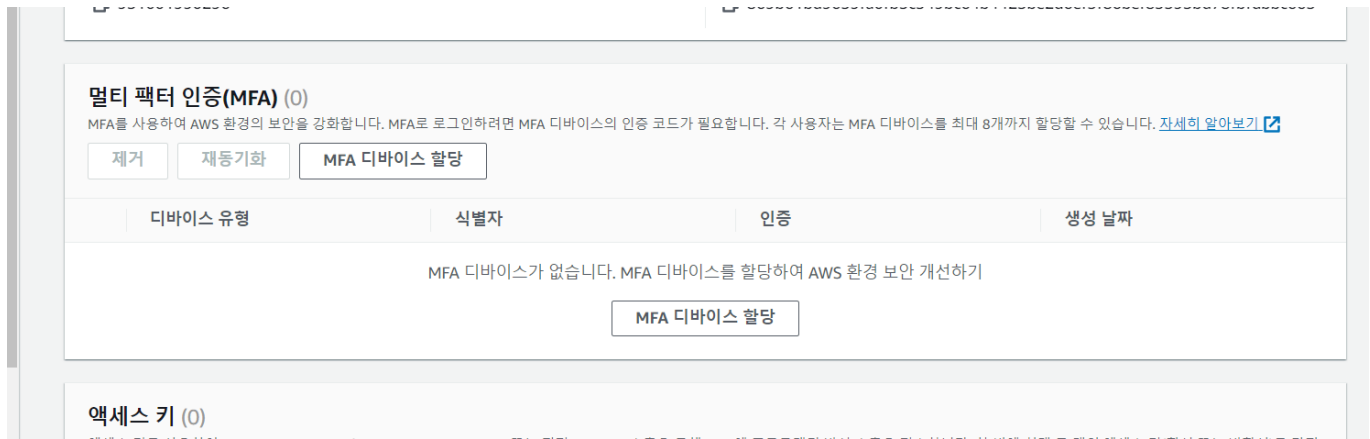 멀티 팩터 인증(MFA) (0)
MFA를 사용하여 AWS 환경의 보안을 강화합니다. MFA로 로그인하려면 MFA 디바이스의 인증 코드가 필요합니다. 각 사용자는 MFA 디바이스를 최대 8개까지 할당할 수 있습니다. 자세히 알아보기
제거 재동기화 MFA 디바이스 할당
디바이스 유형 식별자 인증 생성 날짜
MFA 디바이스가 없습니다. MFA 디바이스를 할당하여 AWS 환경 보안 개선하기
MFA 디바이스 할당
액세스 키 (0)